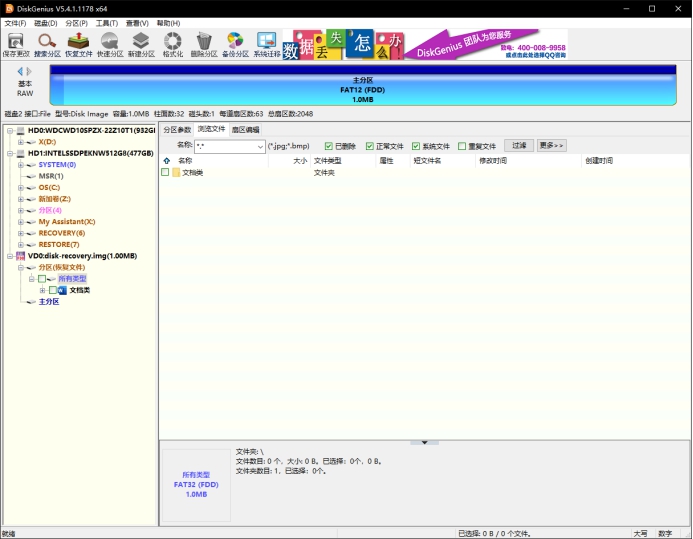 DiskGenius V5.4.1.1178 x64
文件(F) 磁盘(D) 分区(P) 工具(T) 查看(V) 帮助(H)
保存更改 搜索分区 恢复文件 快速分区 新建分区 格式化 删除分区 备份分区 系统迁移
数据丢失怎么办!
DiskGenius 团队为您服务
致电: 400-008-9958
或点击此处选择QQ咨询
基本
RAW
主分区
FAT12 (FDD)
1.0MB
磁盘2 接口:File 型号:Disk Image 容量:1.0MB 柱面数:32 磁头数:1 每道扇区数:63 总扇区数:2048
HD0:WDCWD10SPZX-22Z10T1(932GI
X(D:)
HD1:INTELSSDPEKNW512G8(477GB)
SYSTEM(0)
MSR(1)
OS(C:)
新加卷(Z:)
分区(4)
My Assistant(X:)
RECOVERY(6)
RESTORE(7)
VD0:disk-recovery.img(1.00MB)
分区(恢复文件)
所有类型
文档类
主分区
分区参数 浏览文件 扇区编辑
名称: *.* (*.jpg;*.bmp) 已删除 正常文件 系统文件 重复文件 过滤 更多>>
名称 大小 文件类型 属性 短文件名 修改时间 创建时间
文档类 文件夹
所有类型
FAT32 (FDD)
1.0MB
文件夹: \
文件数目: 0 个，大小: 0 B。已选择：0个，0 B。
文件夹数目: 1，已选择：0个。
就绪 已选择: 0 B / 0 个文件。 大写 数字